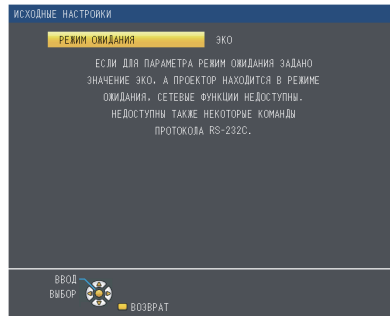 ИСХОДНЫЕ НАСТРОЙКИ
РЕЖИМ ОЖИДАНИЯ ЭКО
ЕСЛИ ДЛЯ ПАРАМЕТРА РЕЖИМ ОЖИДАНИЯ ЗАДАНО
ЗНАЧЕНИЕ ЭКО, А ПРОЕКТОР НАХОДИТСЯ В РЕЖИМЕ
ОЖИДАНИЯ, СЕТЕВЫЕ ФУНКЦИИ НЕДОСТУПНЫ.
НЕДОСТУПНЫ ТАКЖЕ НЕКОТОРЫЕ КОМАНДЫ
ПРОТОКОЛА RS-232C.
ВВОД
ВЫБОР
ВОЗВРАТ